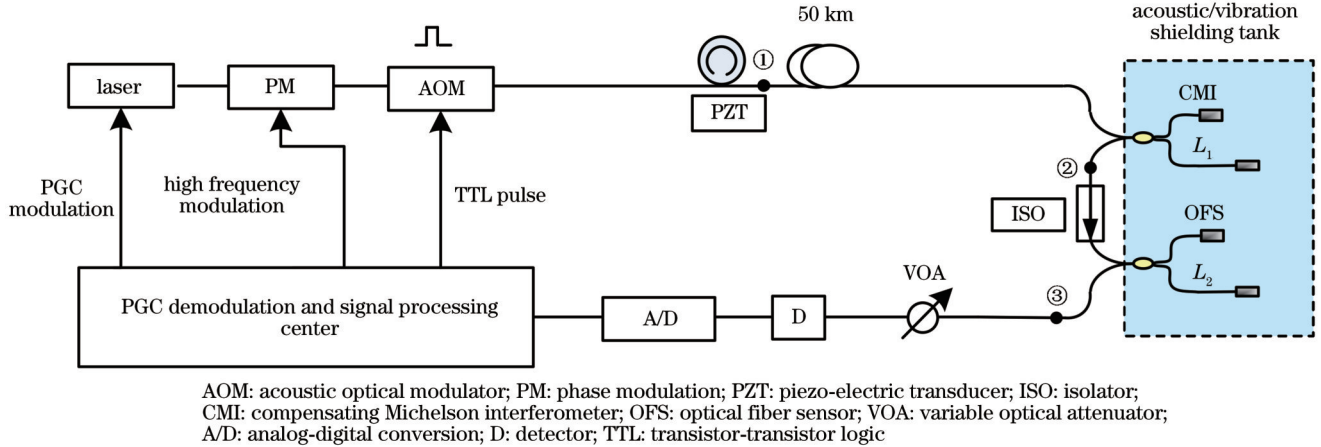 50 km
acoustic/vibration
shielding tank
①
laser
PM
AOM
PZT
CMI
L₁
②
PGC
modulation
high frequency
modulation
TTL pulse
ISO
OFS
L₂
VOA
③
PGC demodulation and signal processing
center
A/D
D
AOM: acoustic optical modulator; PM: phase modulation; PZT: piezo-electric transducer; ISO: isolator;
CMI: compensating Michelson interferometer; OFS: optical fiber sensor; VOA: variable optical attenuator;
A/D: analog-digital conversion; D: detector; TTL: transistor-transistor logic